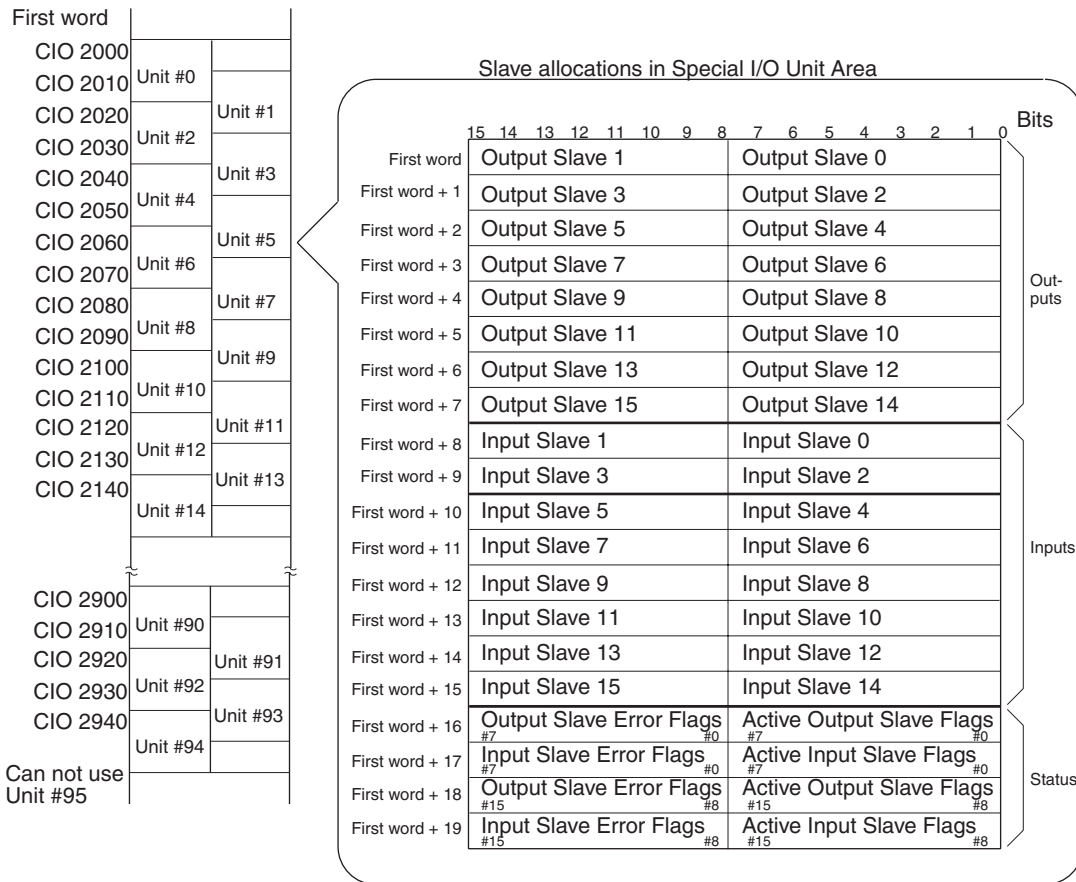 First word
CIO 2000
CIO 2010
CIO 2020
CIO 2030
CIO 2040
CIO 2050
CIO 2060
CIO 2070
CIO 2080
CIO 2090
CIO 2100
CIO 2110
CIO 2120
CIO 2130
CIO 2140
CIO 2900
CIO 2910
CIO 2920
CIO 2930
CIO 2940
Can not use
Unit #95
Unit #0
Unit #2
Unit #4
Unit #6
Unit #8
Unit #10
Unit #12
Unit #14
Unit #90
Unit #92
Unit #94
Unit #1
Unit #3
Unit #5
Unit #7
Unit #9
Unit #11
Unit #13
Unit #91
Unit #93
Slave allocations in Special I/O Unit Area
15 14 13 12 11 10 9 8 7 6 5 4 3 2 1 0 Bits
First word Output Slave 1 Output Slave 0
First word + 1 Output Slave 3 Output Slave 2
First word + 2 Output Slave 5 Output Slave 4
First word + 3 Output Slave 7 Output Slave 6
First word + 4 Output Slave 9 Output Slave 8
First word + 5 Output Slave 11 Output Slave 10
First word + 6 Output Slave 13 Output Slave 12
First word + 7 Output Slave 15 Output Slave 14
Out-
puts
First word + 8 Input Slave 1 Input Slave 0
First word + 9 Input Slave 3 Input Slave 2
First word + 10 Input Slave 5 Input Slave 4
First word + 11 Input Slave 7 Input Slave 6
First word + 12 Input Slave 9 Input Slave 8
First word + 13 Input Slave 11 Input Slave 10
First word + 14 Input Slave 13 Input Slave 12
First word + 15 Input Slave 15 Input Slave 14
Inputs
First word + 16 Output Slave Error Flags Active Output Slave Flags
#7 #0 #7 #0
First word + 17 Input Slave Error Flags Active Input Slave Flags
#7 #0 #7 #0
First word + 18 Output Slave Error Flags Active Output Slave Flags
#15 #8 #15 #8
First word + 19 Input Slave Error Flags Active Input Slave Flags
#15 #8 #15 #8
Status